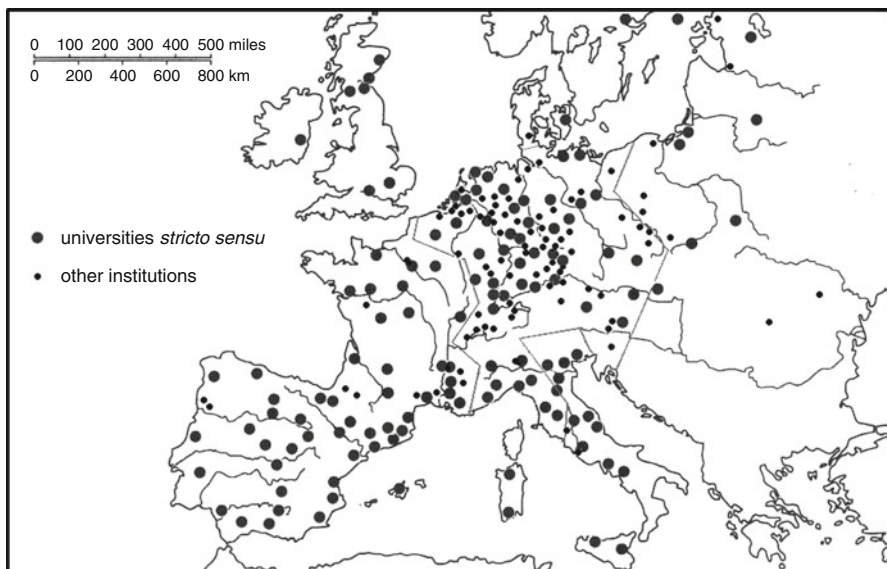 0 100 200 300 400 500 miles
0 200 400 600 800 km
universities stricto sensu
other institutions